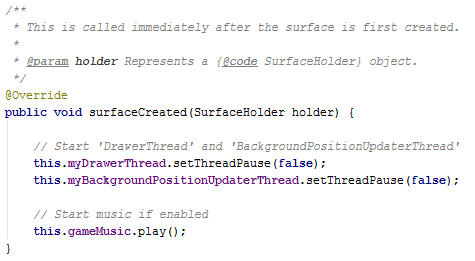 /**
 * This is called immediately after the surface is first created.
 *
 * @param holder Represents a {@code SurfaceHolder} object.
 */
@Override
public void surfaceCreated(SurfaceHolder holder) {

    // Start 'DrawerThread' and 'BackgroundPositionUpdaterThread'
    this.myDrawerThread.setThreadPause(false);
    this.myBackgroundPositionUpdaterThread.setThreadPause(false);

    // Start music if enabled
    this.gameMusic.play();
}